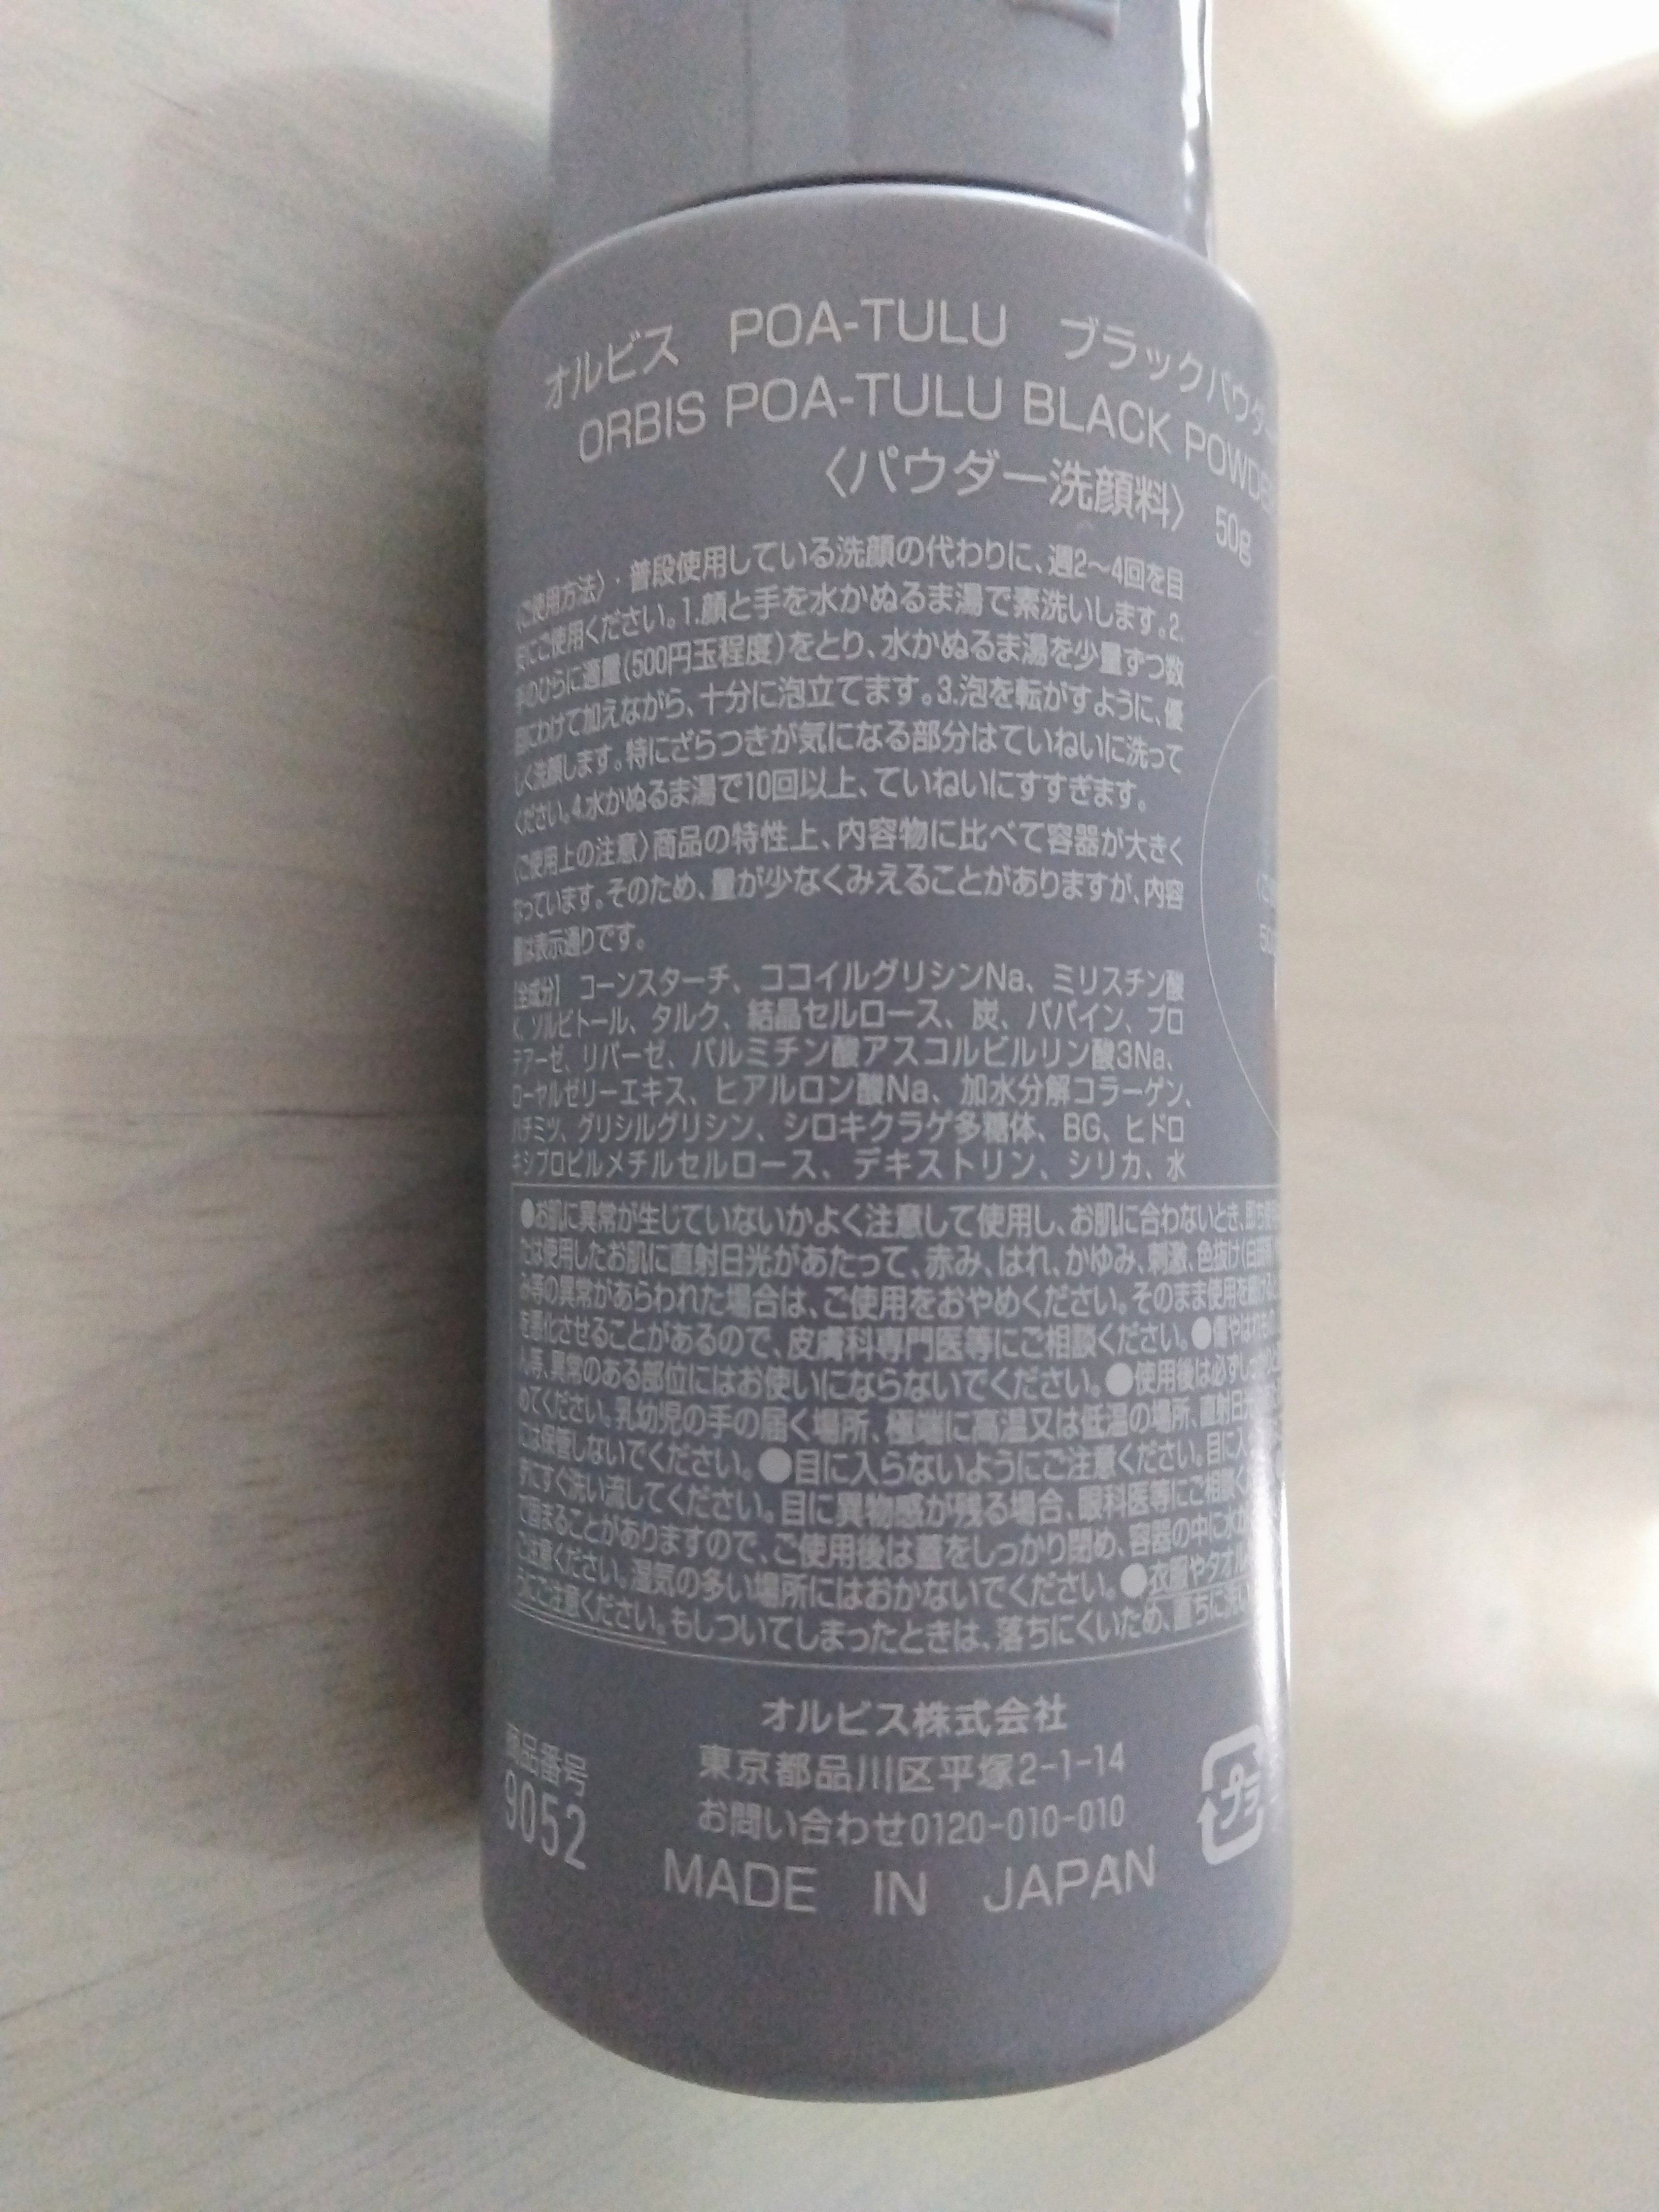 オルビス　POA-TULU　ブラックパウダー
ORBIS POA-TULU BLACK POWDER
〈パウダー洗顔料〉 50g
〈ご使用方法〉・普段使用している洗顔の代わりに、週2～4回を目
安にご使用ください。1.顔と手を水かぬるま湯で素洗いします。2.
手のひらに適量(500円玉程度)をとり、水かぬるま湯を少量ずつ数
回にわけて加えながら、十分に泡立てます。3.泡を転がすように、優
しく洗顔します。特にざらつきが気になる部分はていねいに洗って
ください。4.水かぬるま湯で10回以上、ていねいにすすぎます。
〈ご使用上の注意〉商品の特性上、内容物に比べて容器が大きく
なっています。そのため、量が少なくみえることがありますが、内容
量は表示通りです。
【全成分】　コーンスターチ、ココイルグリシンNa、ミリスチン酸
K、ソルビトール、タルク、結晶セルロース、炭、パパイン、プロ
テアーゼ、リパーゼ、パルミチン酸アスコルビルリン酸3Na、
ローヤルゼリーエキス、ヒアルロン酸Na、加水分解コラーゲン、
ハチミツ、グリシルグリシン、シロキクラゲ多糖体、BG、ヒドロ
キシプロピルメチルセルロース、デキストリン、シリカ、水
●お肌に異常が生じていないかよく注意して使用し、お肌に合わないとき、即ち使
たは使用したお肌に直射日光があたって、赤み、はれ、かゆみ、刺激、色抜け(白斑
み等の異常があらわれた場合は、ご使用をおやめください。そのまま使用を続けると
を悪化させることがあるので、皮膚科専門医等にご相談ください。●傷やはれもの
ん等、異常のある部位にはお使いにならないでください。●使用後は必ずしっかり
めてください。乳幼児の手の届く場所、極端に高温又は低温の場所、直射日光
には保管しないでください。●目に入らないようにご注意ください。目に入
ずにすぐ洗い流してください。目に異物感が残る場合、眼科医等にご相談く
で固まることがありますので、ご使用後は蓋をしっかり閉め、容器の中に水が
ご注意ください。湿気の多い場所にはおかないでください。●衣服やタオル
うにご注意ください。もしついてしまったときは、落ちにくいため、直ちに洗い
オルビス株式会社
東京都品川区平塚2-1-14
お問い合わせ0120-010-010
MADE IN JAPAN
商品番号
9052
プラ